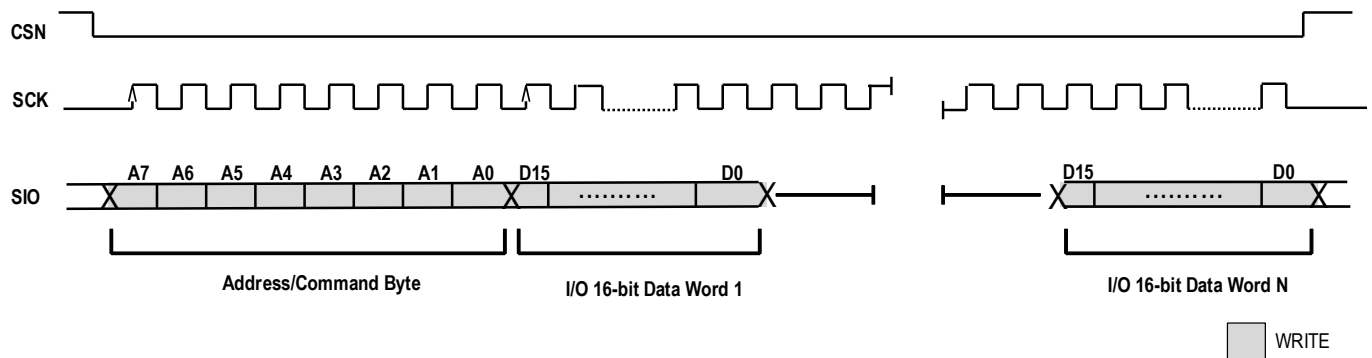 CSN
SCK
A7 A6 A5 A4 A3 A2 A1 A0 D15 D0 D15 D0
SIO .......... ..........
Address/Command Byte I/O 16-bit Data Word 1 I/O 16-bit Data Word N
WRITE